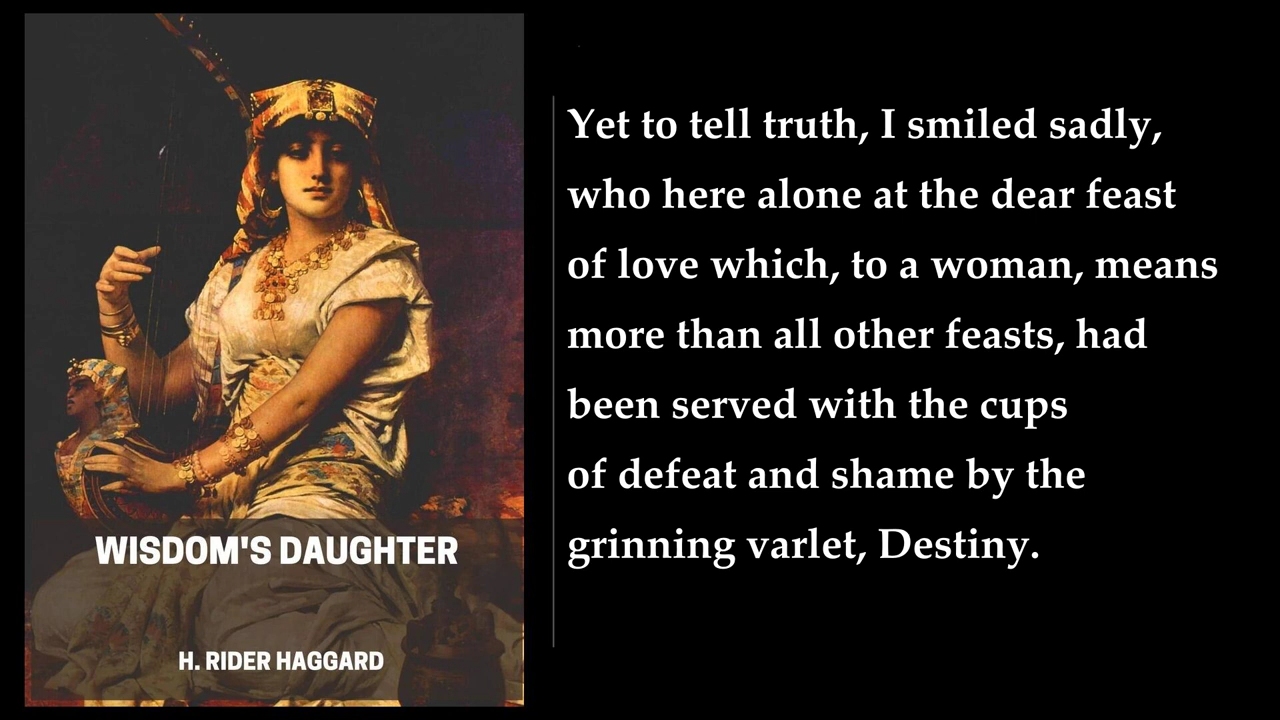 WISDOM'S DAUGHTER
H. RIDER HAGGARD
Yet to tell truth, I smiled sadly,
who here alone at the dear feast
of love which, to a woman, means
more than all other feasts, had
been served with the cups
of defeat and shame by the
grinning varlet, Destiny.